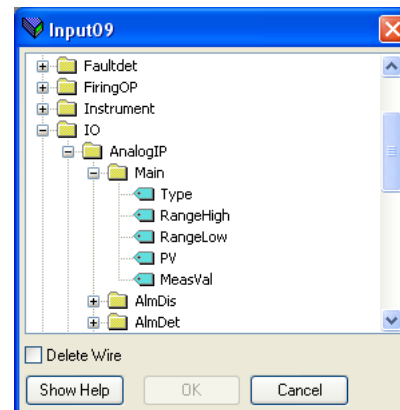 Input09
Faultdet
FiringOP
Instrument
IO
AnalogIP
Main
Type
RangeHigh
RangeLow
PV
MeasVal
AlmDis
AlmDet
Delete Wire
Show Help OK Cancel